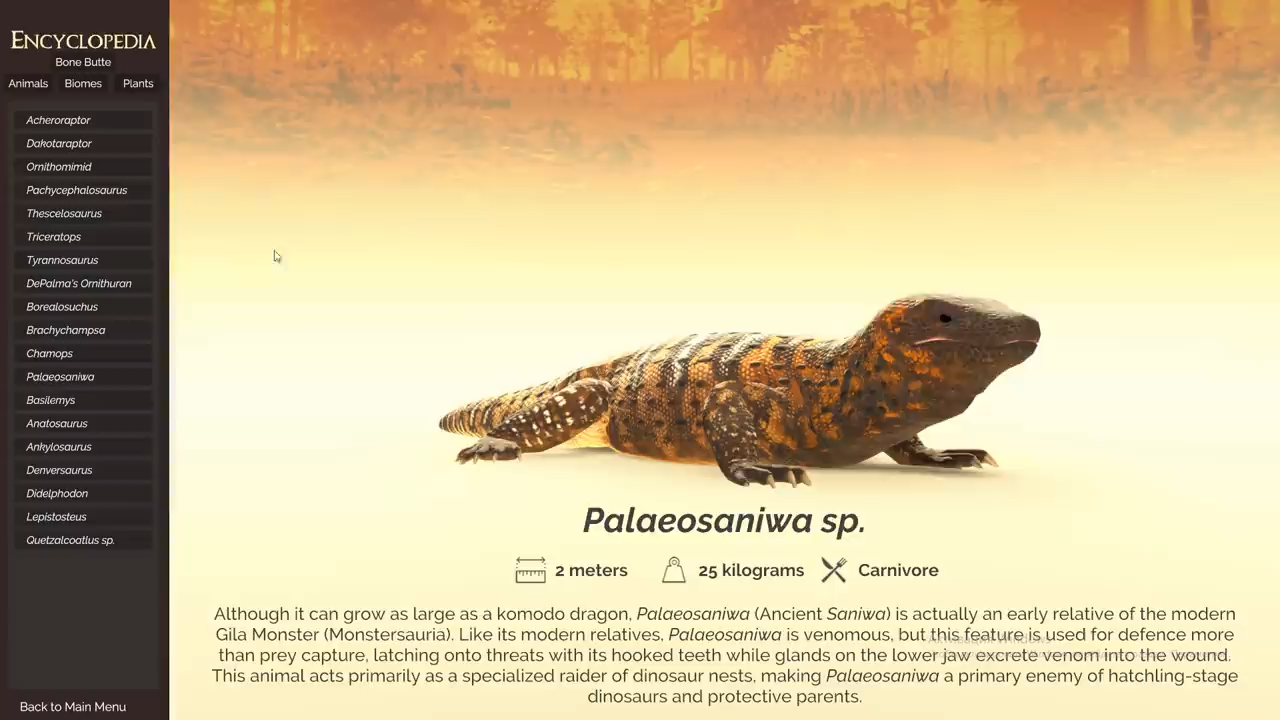 ENCYCLOPEDIA
Bone Butte
Animals Biomes Plants
Acheroraptor
Dakotaraptor
Ornithomimid
Pachycephalosaurus
Thescelosaurus
Triceratops
Tyrannosaurus
DePalma's Ornithuran
Borealosuchus
Brachychampsa
Chamops
Palaeosaniwa
Basilemys
Anatosaurus
Ankylosaurus
Denversaurus
Didelphodon
Lepistosteus
Quetzalcoatlus sp.
Back to Main Menu
Palaeosaniwa sp.
2 meters 25 kilograms Carnivore
Although it can grow as large as a komodo dragon, Palaeosaniwa (Ancient Saniwa) is actually an early relative of the modern
Gila Monster (Monstersauria). Like its modern relatives, Palaeosaniwa is venomous, but this feature is used for defence more
than prey capture, latching onto threats with its hooked teeth while glands on the lower jaw excrete venom into the wound.
This animal acts primarily as a specialized raider of dinosaur nests, making Palaeosaniwa a primary enemy of hatchling-stage
dinosaurs and protective parents.